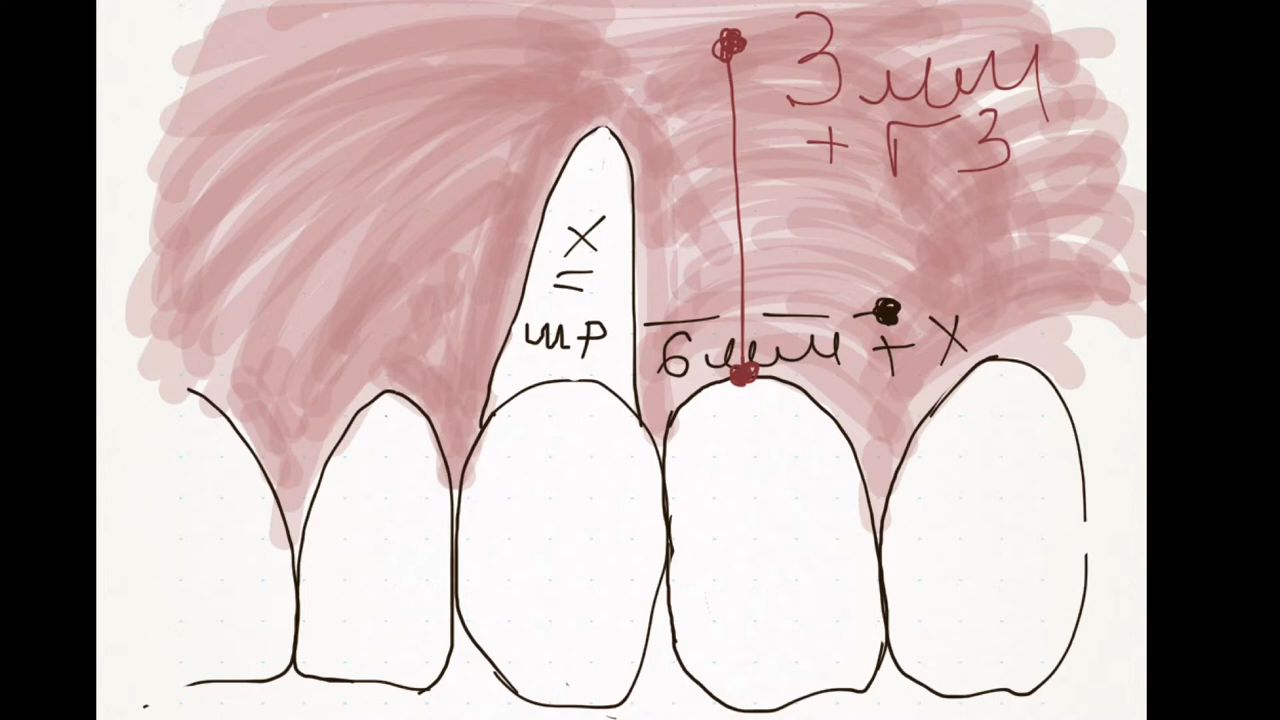 3 мм
+ Г 3
X
=
шр
6 мм + X